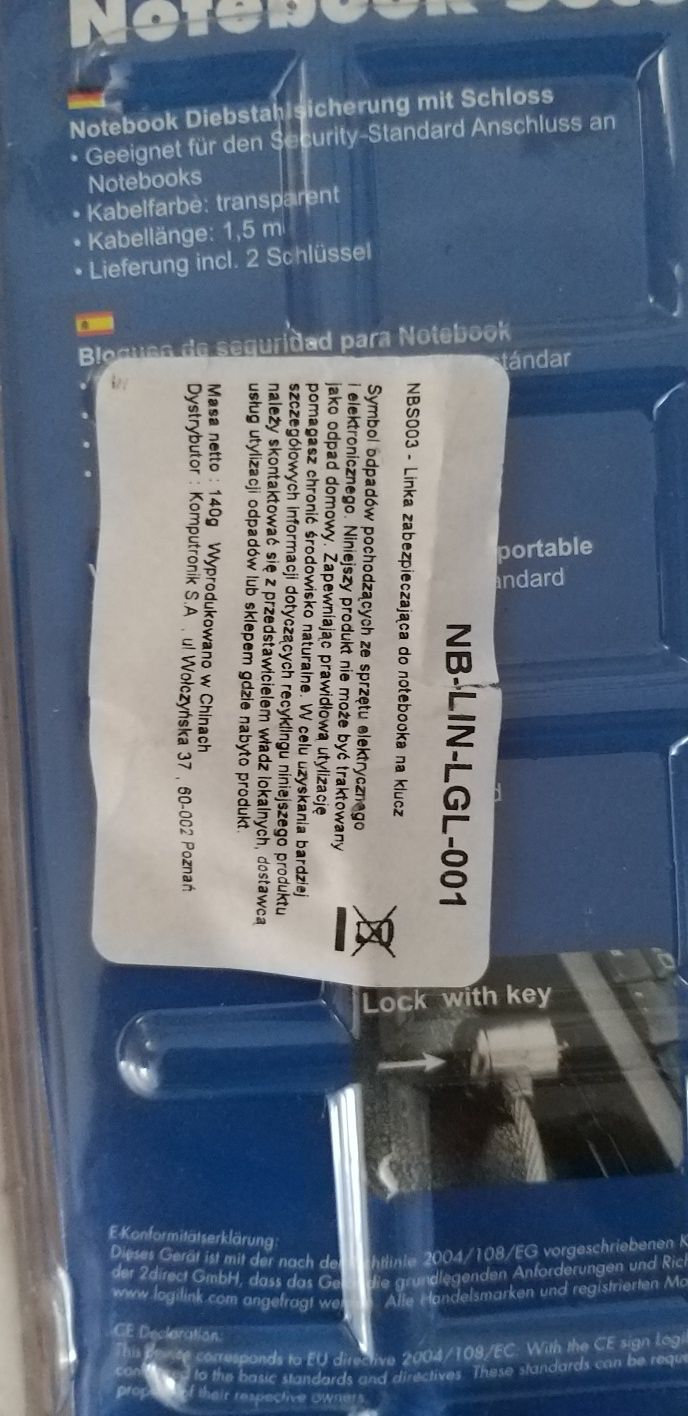 Notebook
Notebook Diebstahlsicherung mit Schloss
• Geeignet für den Security-Standard Anschluss an
Notebooks
• Kabelfarbe: transparent
• Kabellänge: 1,5 m
• Lieferung incl. 2 Schlüssel
Bloqueo de seguridad para Notebook
stándar
portable
andard
NB-LIN-LGL-001
NBS003 - Linka zabezpieczająca do notebooka na klucz
Symbol odpadów pochodzących ze sprzętu elektrycznego
i elektronicznego. Niniejszy produkt nie może być traktowany
jako odpad domowy. Zapewniając prawidłową utylizację
pomagasz chronić środowisko naturalne. W celu uzyskania bardziej
szczegółowych informacji dotyczących recyklingu niniejszego produktu
należy skontaktować się z przedstawicielem władz lokalnych, dostawcą
usług utylizacji odpadów lub sklepem gdzie nabyto produkt.
Masa netto : 140g Wyprodukowano w Chinach
Dystrybutor : Komputronik S.A , ul Wołczyńska 37 , 60-002 Poznań
Lock with key
E-Konformitätserklärung:
Dieses Gerät ist mit der nach der 2004/108/EG vorgeschriebenen
der 2direct GmbH, dass das die grundlegenden Anforderungen und
www.logilink.com angefragt Alle Handelsmarken und registrierten
CE Declaration:
This corresponds to EU directive 2004/108/EC. With the CE sign
to the basic standards and directives. These standards can be
of their respective owners.